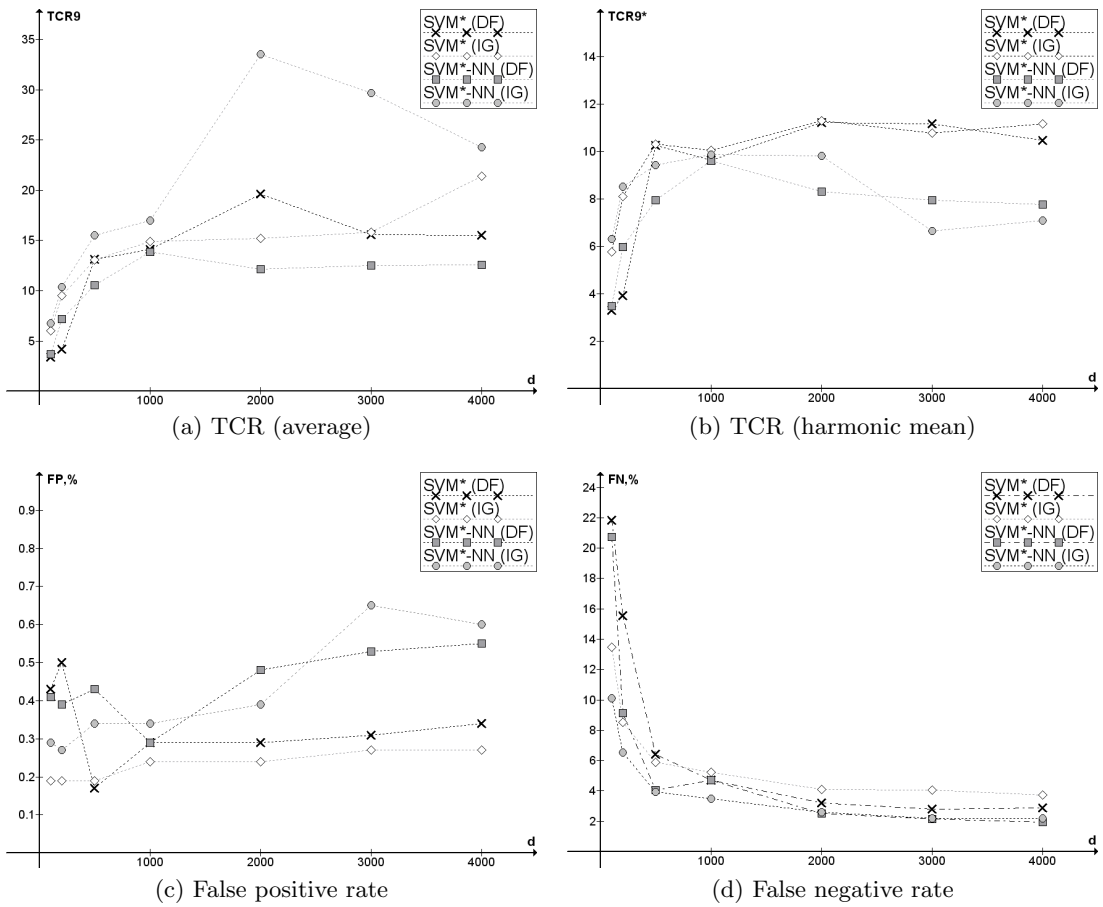 TCR9
SVM* (DF)
SVM* (IG)
SVM*-NN (DF)
SVM*-NN (IG)
35
30
25
20
15
10
5
1000 2000 3000 4000
d
(a) TCR (average)
TCR9*
SVM* (DF)
SVM* (IG)
SVM*-NN (DF)
SVM*-NN (IG)
14
12
10
8
6
4
2
1000 2000 3000 4000
d
(b) TCR (harmonic mean)
FP,%
SVM* (DF)
SVM* (IG)
SVM*-NN (DF)
SVM*-NN (IG)
0.9
0.8
0.7
0.6
0.5
0.4
0.3
0.2
0.1
1000 2000 3000 4000
d
(c) False positive rate
FN,%
SVM* (DF)
SVM* (IG)
SVM*-NN (DF)
SVM*-NN (IG)
24
22
20
18
16
14
12
10
8
6
4
2
1000 2000 3000 4000
d
(d) False negative rate